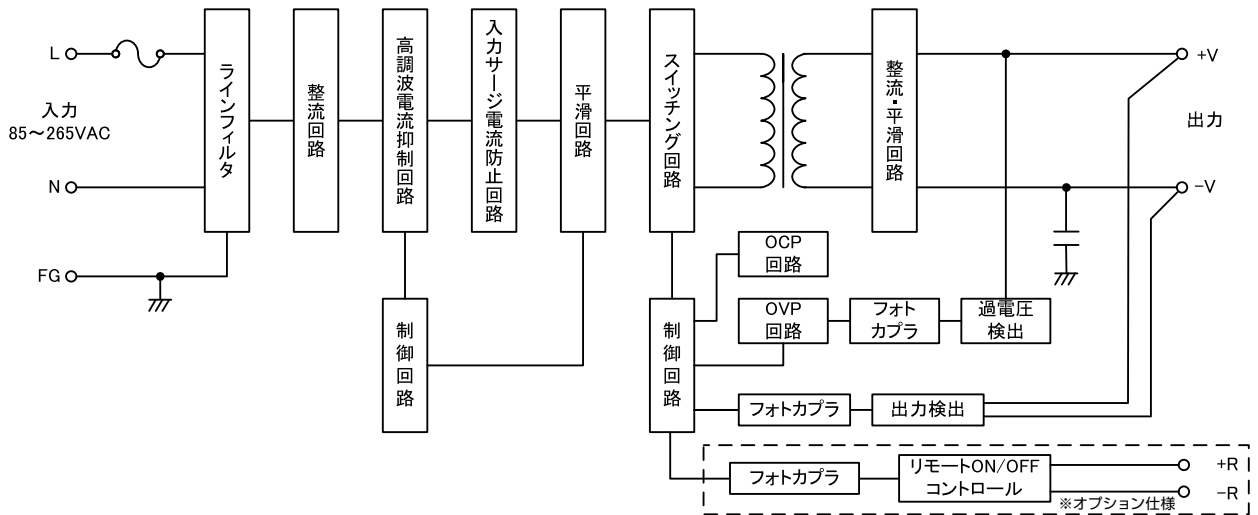 L
入力
85～265VAC
N
FG
ラインフィルタ
整流回路
高調波電流抑制回路
入力サージ電流防止回路
平滑回路
スイッチング回路
整流・平滑回路
+V
出力
−V
制御回路
制御回路
OCP
回路
OVP
回路
フォト
カプラ
過電圧
検出
フォトカプラ
出力検出
フォトカプラ
リモートON/OFF
コントロール
+R
−R
※オプション仕様